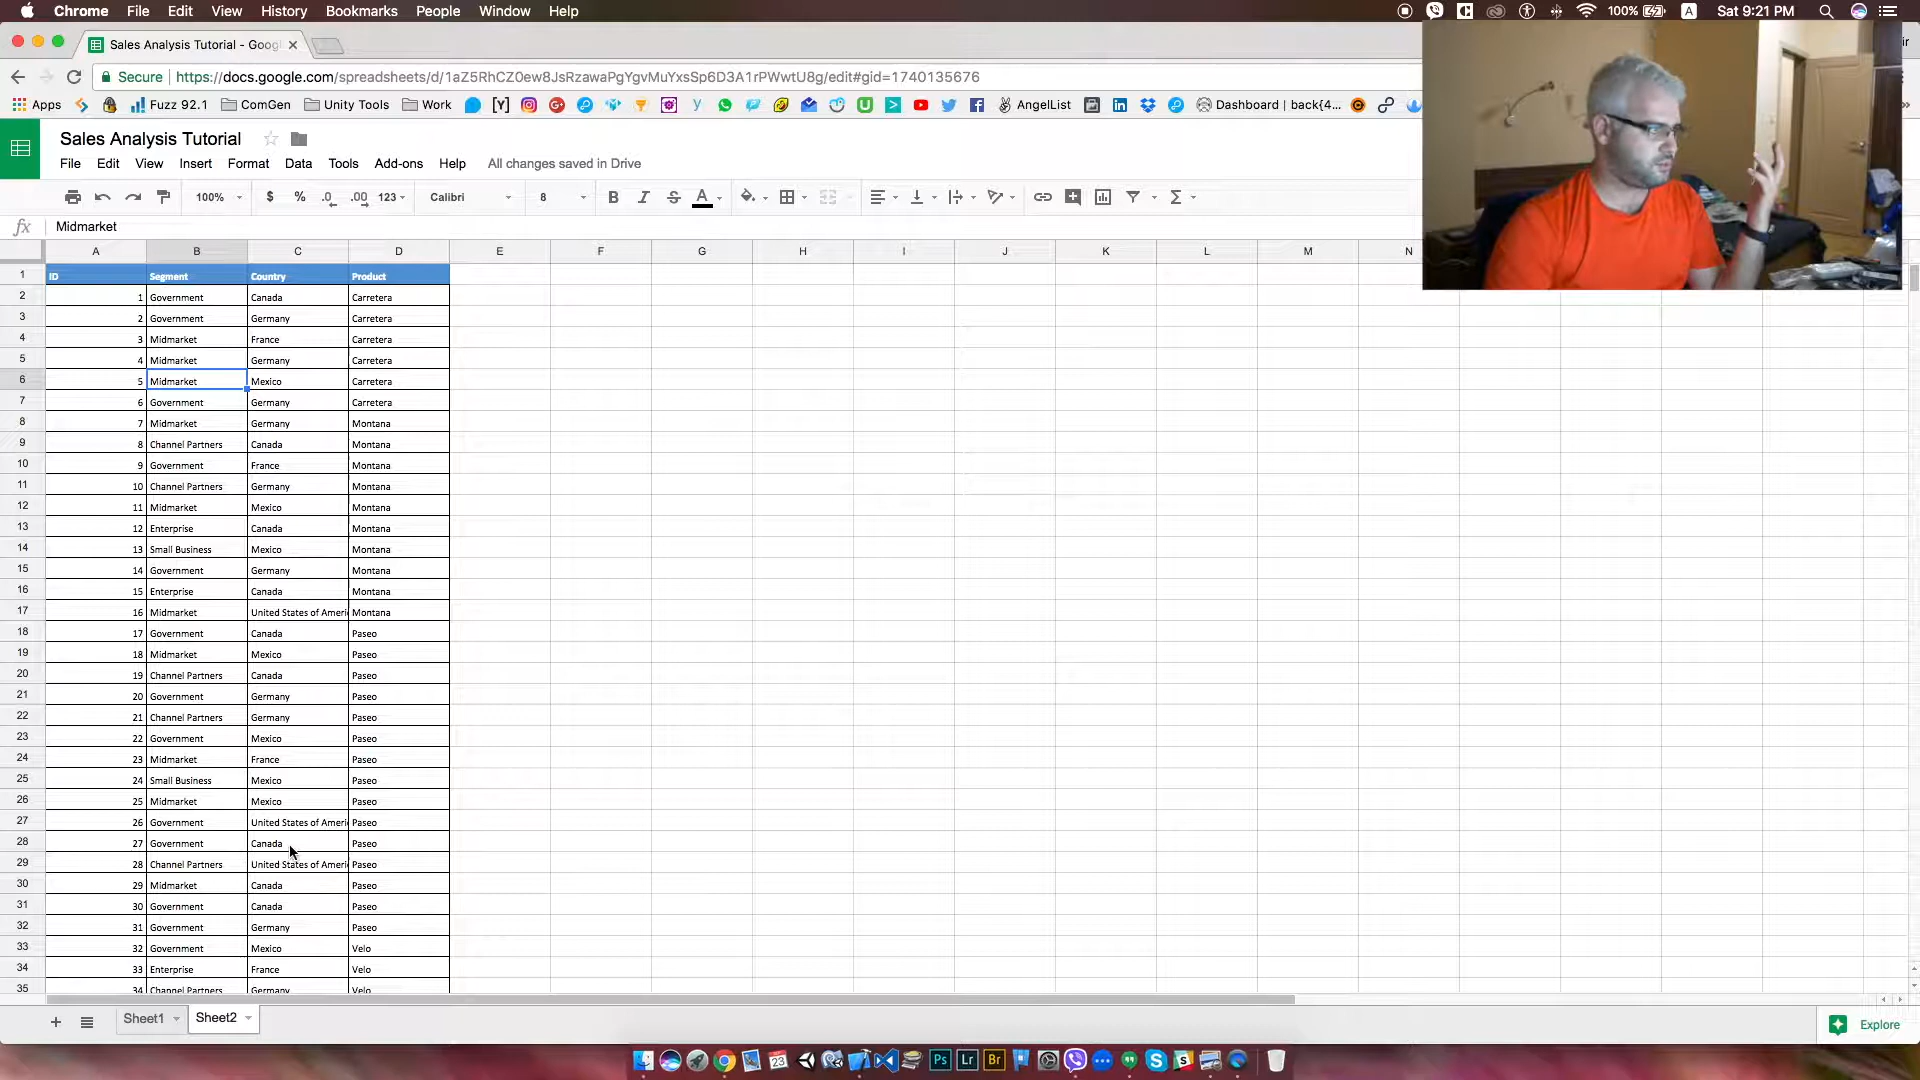 Chrome File Edit View History Bookmarks People Window Help 100% A Sat 9:21 PM
Sales Analysis Tutorial - Goog
Secure https://docs.google.com/spreadsheets/d/1aZ5RhCZ0ew8JsRzawaPgYgvMuYxsSp6D3A1rPWwtU8g/edit#gid=1740135676
Apps Fuzz 92.1 ComGen Unity Tools Work [Y] AngelList Dashboard | back{4...
Sales Analysis Tutorial
File Edit View Insert Format Data Tools Add-ons Help All changes saved in Drive
100% $ % .0 .00 123 Calibri 8 B I S A Σ
fx Midmarket
A B C D E F G H I J K L M N
1 ID Segment Country Product
2 1 Government Canada Carretera
3 2 Government Germany Carretera
4 3 Midmarket France Carretera
5 4 Midmarket Germany Carretera
6 5 Midmarket Mexico Carretera
7 6 Government Germany Carretera
8 7 Midmarket Germany Montana
9 8 Channel Partners Canada Montana
10 9 Government France Montana
11 10 Channel Partners Germany Montana
12 11 Midmarket Mexico Montana
13 12 Enterprise Canada Montana
14 13 Small Business Mexico Montana
15 14 Government Germany Montana
16 15 Enterprise Canada Montana
17 16 Midmarket United States of Ameri Montana
18 17 Government Canada Paseo
19 18 Midmarket Mexico Paseo
20 19 Channel Partners Canada Paseo
21 20 Government Germany Paseo
22 21 Channel Partners Germany Paseo
23 22 Government Mexico Paseo
24 23 Midmarket France Paseo
25 24 Small Business Mexico Paseo
26 25 Midmarket Mexico Paseo
27 26 Government United States of Ameri Paseo
28 27 Government Canada Paseo
29 28 Channel Partners United States of Ameri Paseo
30 29 Midmarket Canada Paseo
31 30 Government Canada Paseo
32 31 Government Germany Paseo
33 32 Government Mexico Velo
34 33 Enterprise France Velo
35 34 Channel Partners Germany Velo
Sheet1 Sheet2 Explore
23 Ps Lr Br